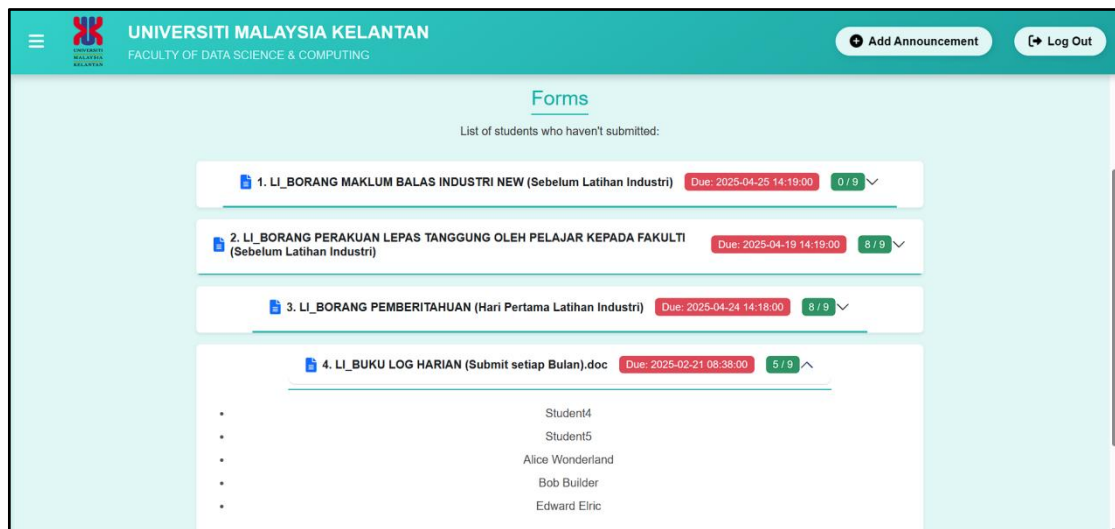 UNIVERSITI MALAYSIA KELANTAN
FACULTY OF DATA SCIENCE & COMPUTING
UNIVERSITI
MALAYSIA
KELANTAN
Add Announcement
Log Out
Forms
List of students who haven't submitted:
1. LI_BORANG MAKLUM BALAS INDUSTRI NEW (Sebelum Latihan Industri) Due: 2025-04-25 14:19:00 0 / 9
2. LI_BORANG PERAKUAN LEPAS TANGGUNG OLEH PELAJAR KEPADA FAKULTI
(Sebelum Latihan Industri) Due: 2025-04-19 14:19:00 8 / 9
3. LI_BORANG PEMBERITAHUAN (Hari Pertama Latihan Industri) Due: 2025-04-24 14:18:00 8 / 9
4. LI_BUKU LOG HARIAN (Submit setiap Bulan).doc Due: 2025-02-21 08:38:00 5 / 9
Student4
Student5
Alice Wonderland
Bob Builder
Edward Elric